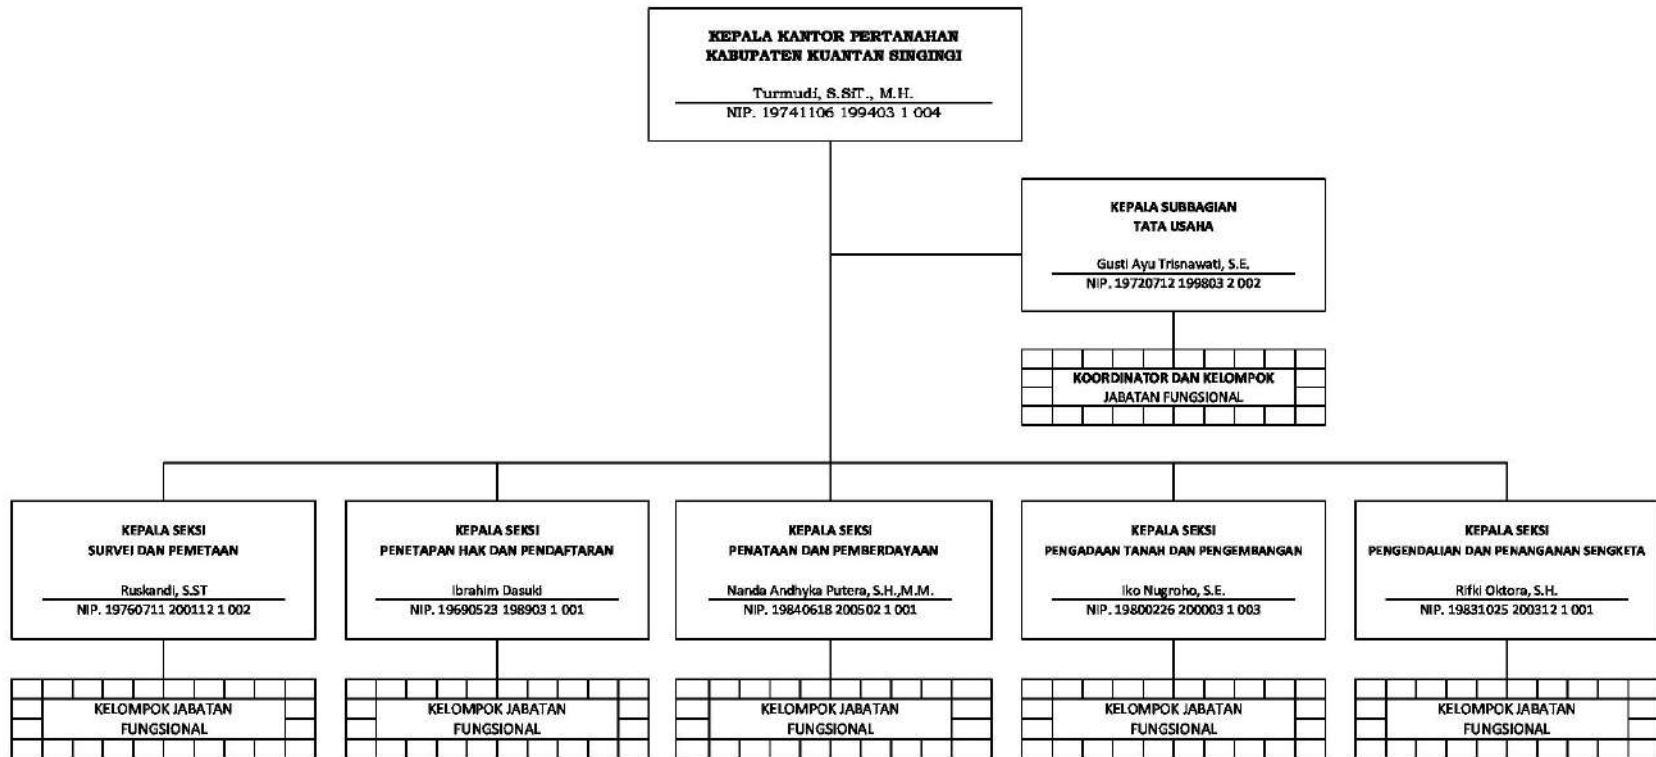 KEPALA KANTOR PERTANAHAN
KABUPATEN KUANTAN SINGINGI
Turmudi, S.SiT., M.H.
NIP. 19741106 199403 1 004
KEPALA SUBBAGIAN
TATA USAHA
Gusti Ayu Trisnawati, S.E.
NIP. 19720712 199803 2 002
KOORDINATOR DAN KELOMPOK
JABATAN FUNGSIONAL
KEPALA SEKSI
SURVEI DAN PEMETAAN
Ruskandi, S.ST
NIP. 19760711 200112 1 002
KEPALA SEKSI
PENETAPAN HAK DAN PENDAFTARAN
Ibrahim Dasuki
NIP. 19690523 198903 1 001
KEPALA SEKSI
PENATAAN DAN PEMBERDAYAAN
Nanda Andhyka Putera, S.H.,M.M.
NIP. 19840618 200502 1 001
KEPALA SEKSI
PENGADAAN TANAH DAN PENGEMBANGAN
Iko Nugroho, S.E.
NIP. 19800226 200003 1 003
KEPALA SEKSI
PENGENDALIAN DAN PENANGANAN SENGKETA
Rifki Oktora, S.H.
NIP. 19831025 200312 1 001
KELOMPOK JABATAN
FUNGSIONAL
KELOMPOK JABATAN
FUNGSIONAL
KELOMPOK JABATAN
FUNGSIONAL
KELOMPOK JABATAN
FUNGSIONAL
KELOMPOK JABATAN
FUNGSIONAL